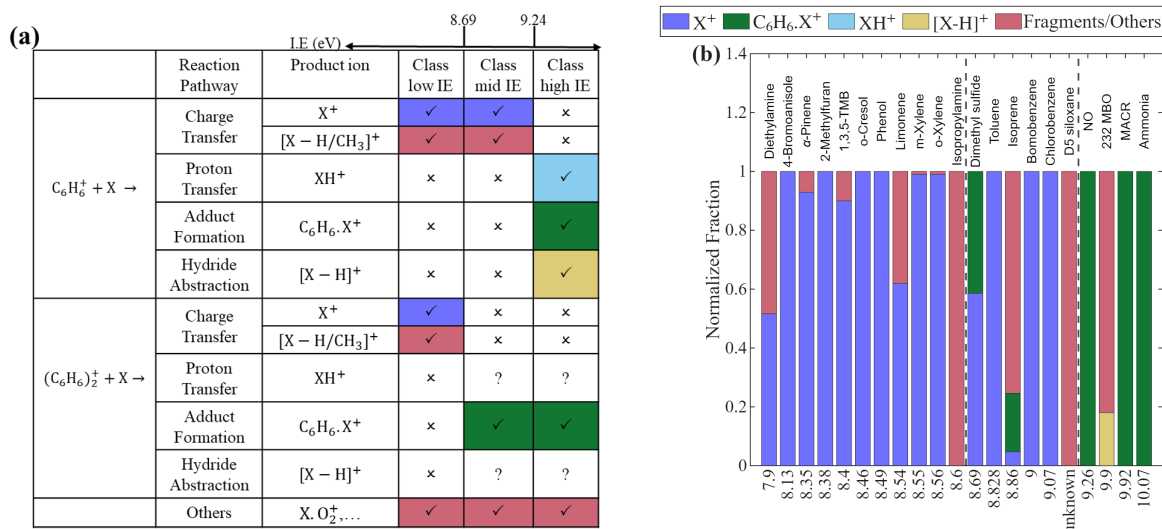 (a)
8.69 9.24
I.E (eV)
Reaction Pathway Product ion Class low IE Class mid IE Class high IE
C₆H₆⁺ + X →
Charge Transfer X⁺ ✓ ✓ ×
[X − H/CH₃]⁺ ✓ ✓ ×
Proton Transfer XH⁺ × × ✓
Adduct Formation C₆H₆.X⁺ × × ✓
Hydride Abstraction [X − H]⁺ × × ✓
(C₆H₆)₂⁺ + X →
Charge Transfer X⁺ ✓ × ×
[X − H/CH₃]⁺ ✓ × ×
Proton Transfer XH⁺ × ? ?
Adduct Formation C₆H₆.X⁺ × ✓ ✓
Hydride Abstraction [X − H]⁺ × ? ?
Others X. O₂⁺,... ✓ ✓ ✓
X⁺ C₆H₆.X⁺ XH⁺ [X-H]⁺ Fragments/Others
(b)
Normalized Fraction
1.4
1.2
1
0.8
0.6
0.4
0.2
0
Diethylamine
4-Bromoanisole
α-Pinene
2-Methylfuran
1,3,5-TMB
o-Cresol
Phenol
Limonene
m-Xylene
o-Xylene
Isopropylamine
Dimethyl sulfide
Toluene
Isoprene
Bomobenzene
Chlorobenzene
D5 siloxane
NO
232 MBO
MACR
Ammonia
7.9
8.13
8.35
8.38
8.4
8.46
8.49
8.54
8.55
8.56
8.6
8.69
8.828
8.86
9
9.07
unknown
9.26
9.9
9.92
10.07